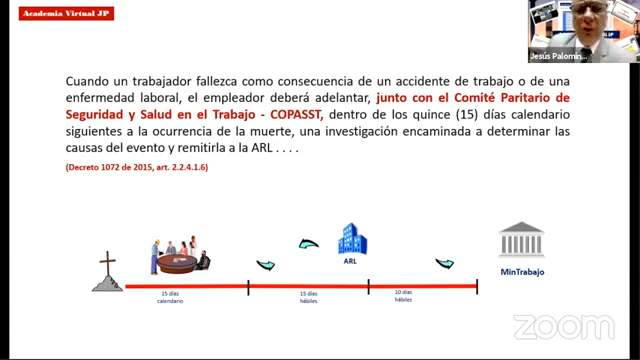 Academia Virtual JP
Jesús Palomin...
Cuando un trabajador fallezca como consecuencia de un accidente de trabajo o de una
enfermedad laboral, el empleador deberá adelantar, junto con el Comité Paritario de
Seguridad y Salud en el Trabajo - COPASST, dentro de los quince (15) días calendario
siguientes a la ocurrencia de la muerte, una investigación encaminada a determinar las
causas del evento y remitirla a la ARL . . . .
(Decreto 1072 de 2015, art. 2.2.4.1.6)
ARL
MinTrabajo
15 días
calendario
15 días
hábiles
10 días
hábiles
zoom